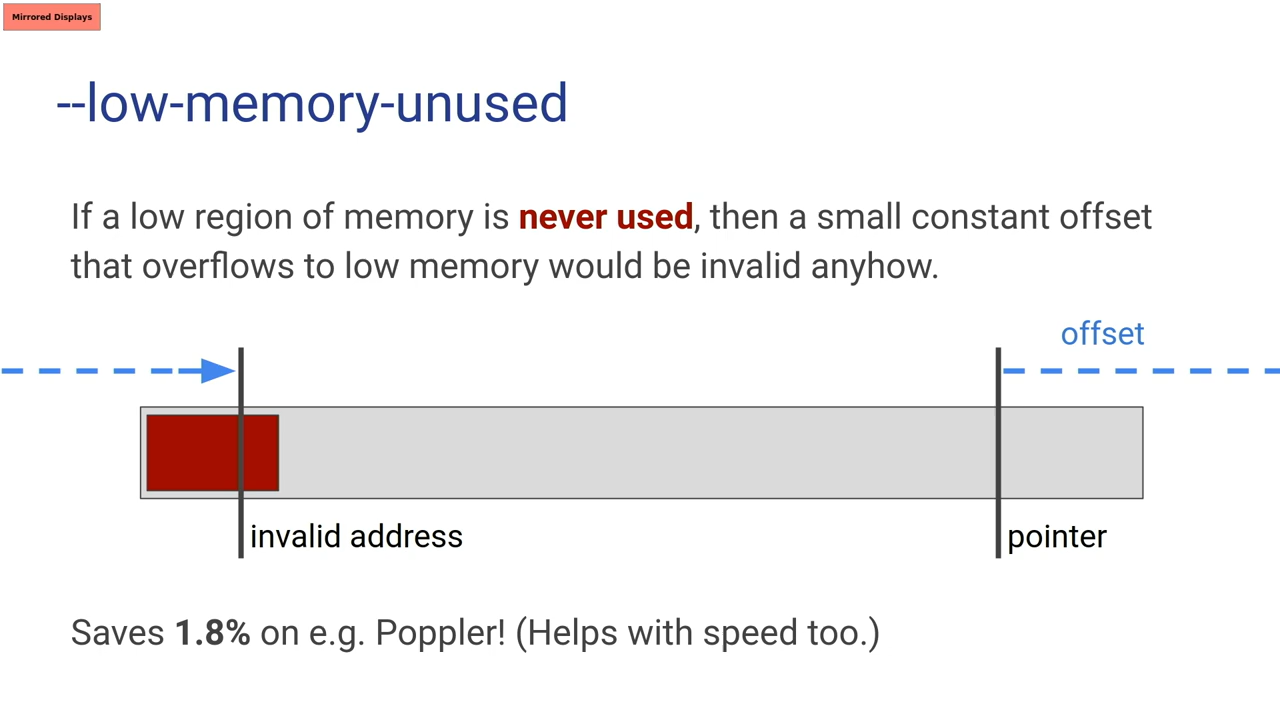 Mirrored Displays
--low-memory-unused
If a low region of memory is never used, then a small constant offset
that overflows to low memory would be invalid anyhow.
offset
invalid address
pointer
Saves 1.8% on e.g. Poppler! (Helps with speed too.)